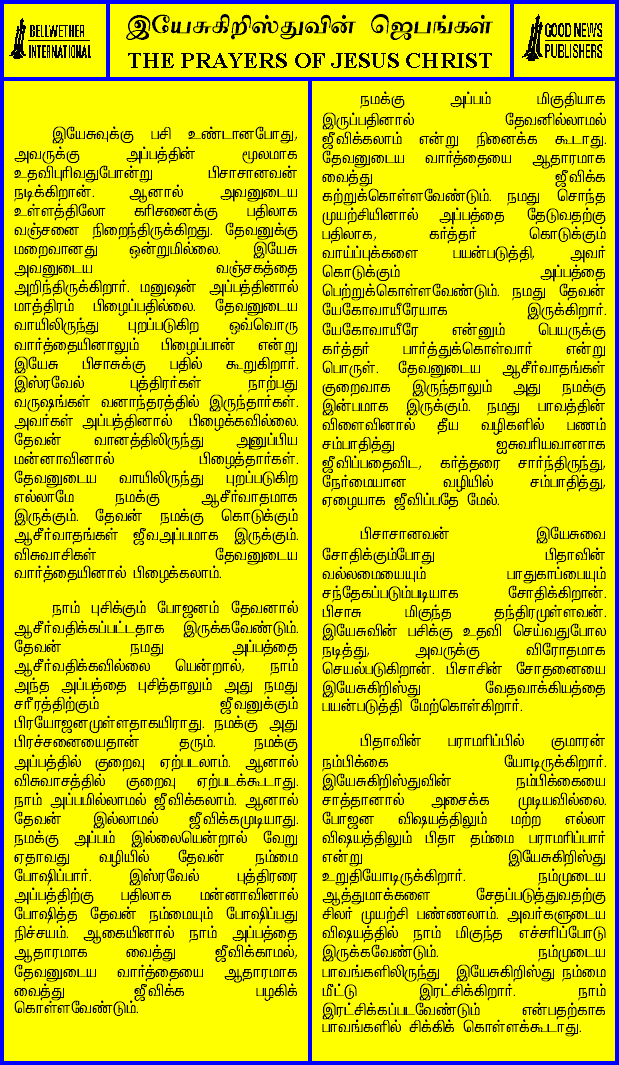 BELLWETHER
INTERNATIONAL
இயேசுகிறிஸ்துவின் ஜெபங்கள்
THE PRAYERS OF JESUS CHRIST
GOOD NEWS
PUBLISHERS
இயேசுவுக்கு பசி உண்டானபோது,
அவருக்கு அப்பத்தின் மூலமாக
உதவிபுரிவதுபோன்று பிசாசானவன்
நடிக்கிறான். ஆனால் அவனுடைய
உள்ளத்திலோ கரிசனைக்கு பதிலாக
வஞ்சனை நிறைந்திருக்கிறது. தேவனுக்கு
மறைவானது ஒன்றுமில்லை. இயேசு
அவனுடைய வஞ்சகத்தை
அறிந்திருக்கிறார். மனுஷன் அப்பத்தினால்
மாத்திரம் பிழைப்பதில்லை. தேவனுடைய
வாயிலிருந்து புறப்படுகிற ஒவ்வொரு
வார்த்தையினாலும் பிழைப்பான் என்று
இயேசு பிசாசுக்கு பதில் கூறுகிறார்.
இஸ்ரவேல் புத்திரர்கள் நாற்பது
வருஷங்கள் வனாந்தரத்தில் இருந்தார்கள்.
அவர்கள் அப்பத்தினால் பிழைக்கவில்லை.
தேவன் வானத்திலிருந்து அனுப்பிய
மன்னாவினால் பிழைத்தார்கள்.
தேவனுடைய வாயிலிருந்து புறப்படுகிற
எல்லாமே நமக்கு ஆசீர்வாதமாக
இருக்கும். தேவன் நமக்கு கொடுக்கும்
ஆசீர்வாதங்கள் ஜீவஅப்பமாக இருக்கும்.
விசுவாசிகள் தேவனுடைய
வார்த்தையினால் பிழைக்கலாம்.
நாம் புசிக்கும் போஜனம் தேவனால்
ஆசீர்வதிக்கப்பட்டதாக இருக்கவேண்டும்.
தேவன் நமது அப்பத்தை
ஆசீர்வதிக்கவில்லை யென்றால், நாம்
அந்த அப்பத்தை புசித்தாலும் அது நமது
சரீரத்திற்கும் ஜீவனுக்கும்
பிரயோஜனமுள்ளதாகயிராது. நமக்கு அது
பிரச்சனையைதான் தரும். நமக்கு
அப்பத்தில் குறைவு ஏற்படலாம். ஆனால்
விசுவாசத்தில் குறைவு ஏற்படக்கூடாது.
நாம் அப்பமில்லாமல் ஜீவிக்கலாம். ஆனால்
தேவன் இல்லாமல் ஜீவிக்கமுடியாது.
நமக்கு அப்பம் இல்லையென்றால் வேறு
ஏதாவது வழியில் தேவன் நம்மை
போஷிப்பார். இஸ்ரவேல் புத்திரரை
அப்பத்திற்கு பதிலாக மன்னாவினால்
போஷித்த தேவன் நம்மையும் போஷிப்பது
நிச்சயம். ஆகையினால் நாம் அப்பத்தை
ஆதாரமாக வைத்து ஜீவிக்காமல்,
தேவனுடைய வார்த்தையை ஆதாரமாக
வைத்து ஜீவிக்க பழகிக்
கொள்ளவேண்டும்.
நமக்கு அப்பம் மிகுதியாக
இருப்பதினால் தேவனில்லாமல்
ஜீவிக்கலாம் என்று நினைக்க கூடாது.
தேவனுடைய வார்த்தையை ஆதாரமாக
வைத்து ஜீவிக்க
கற்றுக்கொள்ளவேண்டும். நமது சொந்த
முயற்சியினால் அப்பத்தை தேடுவதற்கு
பதிலாக, கர்த்தர் கொடுக்கும்
வாய்ப்புக்களை பயன்படுத்தி, அவர்
கொடுக்கும் அப்பத்தை
பெற்றுக்கொள்ளவேண்டும். நமது தேவன்
யேகோவாயீரேயாக இருக்கிறார்.
யேகோவாயீரே என்னும் பெயருக்கு
கர்த்தர் பார்த்துக்கொள்வார் என்று
பொருள். தேவனுடைய ஆசீர்வாதங்கள்
குறைவாக இருந்தாலும் அது நமக்கு
இன்பமாக இருக்கும். நமது பாவத்தின்
விளைவினால் தீய வழிகளில் பணம்
சம்பாதித்து ஐசுவரியவானாக
ஜீவிப்பதைவிட, கர்த்தரை சார்ந்திருந்து,
நேர்மையான வழியில் சம்பாதித்து,
ஏழையாக ஜீவிப்பதே மேல்.
பிசாசானவன் இயேசுவை
சோதிக்கும்போது பிதாவின்
வல்லமையையும் பாதுகாப்பையும்
சந்தேகப்படும்படியாக சோதிக்கிறான்.
பிசாசு மிகுந்த தந்திரமுள்ளவன்.
இயேசுவின் பசிக்கு உதவி செய்வதுபோல
நடித்து, அவருக்கு விரோதமாக
செயல்படுகிறான். பிசாசின் சோதனையை
இயேசுகிறிஸ்து வேதவாக்கியத்தை
பயன்படுத்தி மேற்கொள்கிறார்.
பிதாவின் பராமரிப்பில் குமாரன்
நம்பிக்கை யோடிருக்கிறார்.
இயேசுகிறிஸ்துவின் நம்பிக்கையை
சாத்தானால் அசைக்க முடியவில்லை.
போஜன விஷயத்திலும் மற்ற எல்லா
விஷயத்திலும் பிதா தம்மை பராமரிப்பார்
என்று இயேசுகிறிஸ்து
உறுதியோடிருக்கிறார். நம்முடைய
ஆத்துமாக்களை சேதப்படுத்துவதற்கு
சிலர் முயற்சி பண்ணலாம். அவர்களுடைய
விஷயத்தில் நாம் மிகுந்த எச்சரிப்போடு
இருக்கவேண்டும். நம்முடைய
பாவங்களிலிருந்து இயேசுகிறிஸ்து நம்மை
மீட்டு இரட்சிக்கிறார். நாம்
இரட்சிக்கப்படவேண்டும் என்பதற்காக
பாவங்களில் சிக்கிக் கொள்ளக்கூடாது.